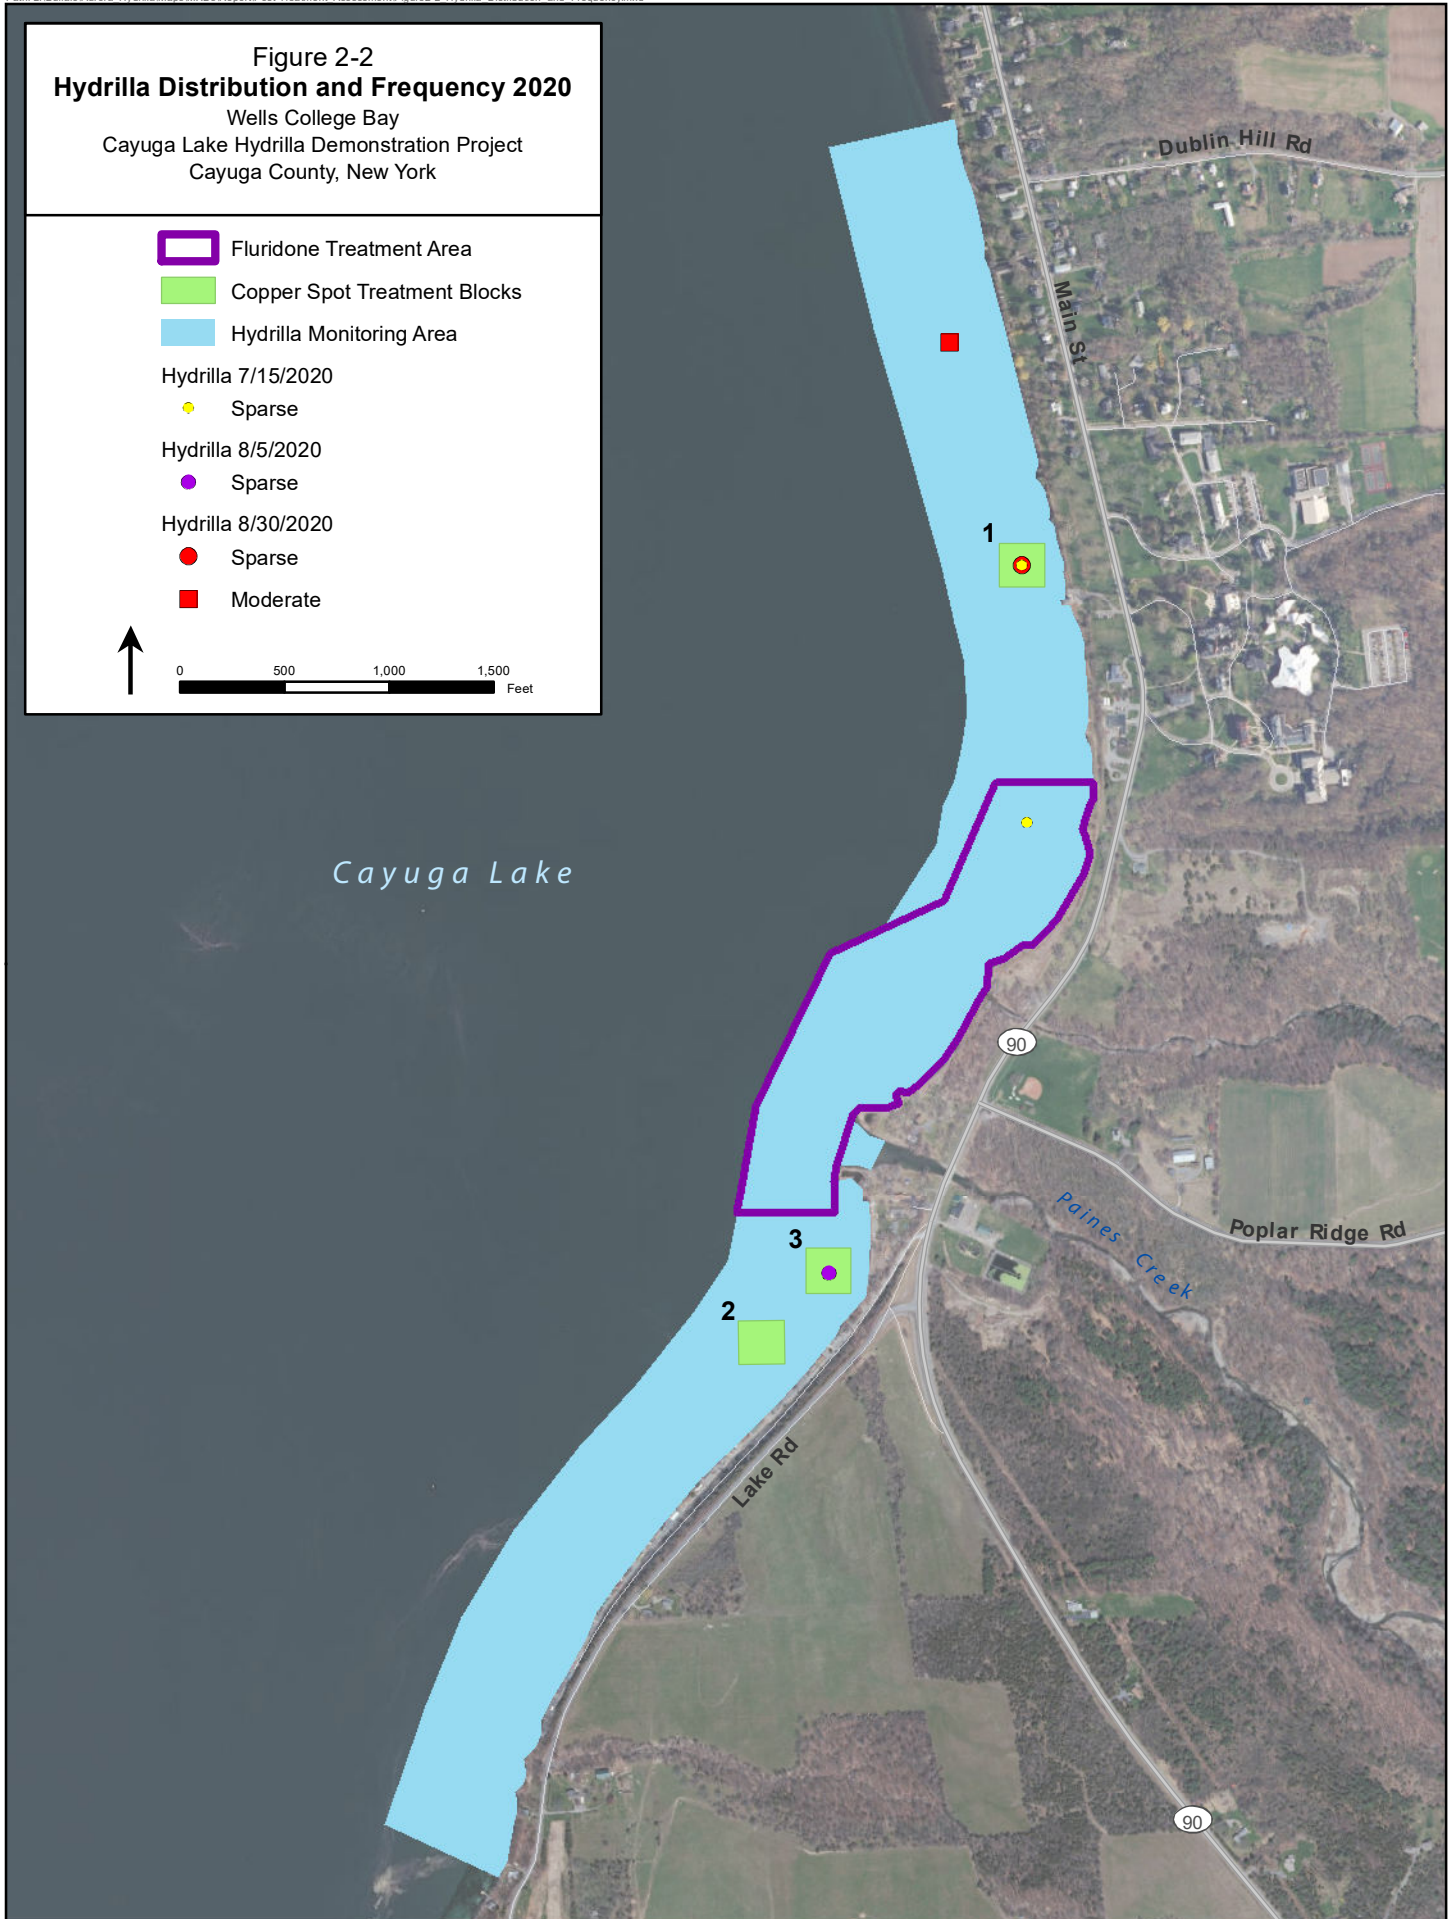 Figure 2-2
Hydrilla Distribution and Frequency 2020
Wells College Bay
Cayuga Lake Hydrilla Demonstration Project
Cayuga County, New York
Fluridone Treatment Area
Copper Spot Treatment Blocks
Hydrilla Monitoring Area
Hydrilla 7/15/2020
Sparse
Hydrilla 8/5/2020
Sparse
Hydrilla 8/30/2020
Sparse
Moderate
0 500 1,000 1,500
Feet
Dublin Hill Rd
Main St
1
Cayuga Lake
90
Paines Creek
Poplar Ridge Rd
3
2
Lake Rd
90